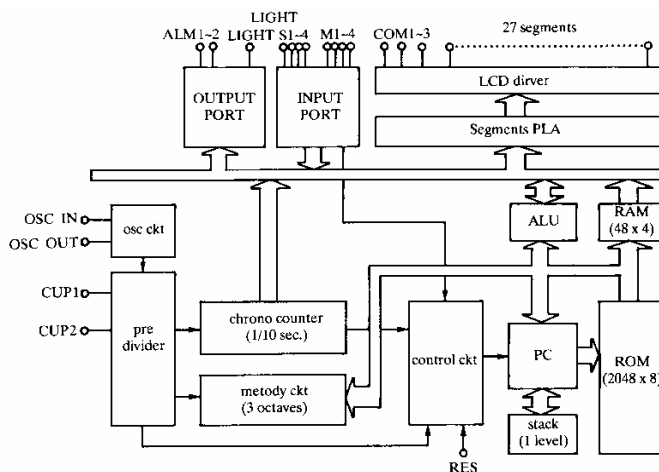 LIGHT
ALM1~2 LIGHT S1~4 M1~4 COM1~3 27 segments
OUTPUT
PORT
INPUT
PORT
LCD dirver
Segments PLA
OSC IN
OSC OUT
osc ckt
ALU
RAM
(48 x 4)
CUP1
CUP2
pre
divider
chrono counter
(1/10 sec.)
control ckt
PC
ROM
(2048 x 8)
metody ckt
(3 octaves)
stack
(1 level)
RES